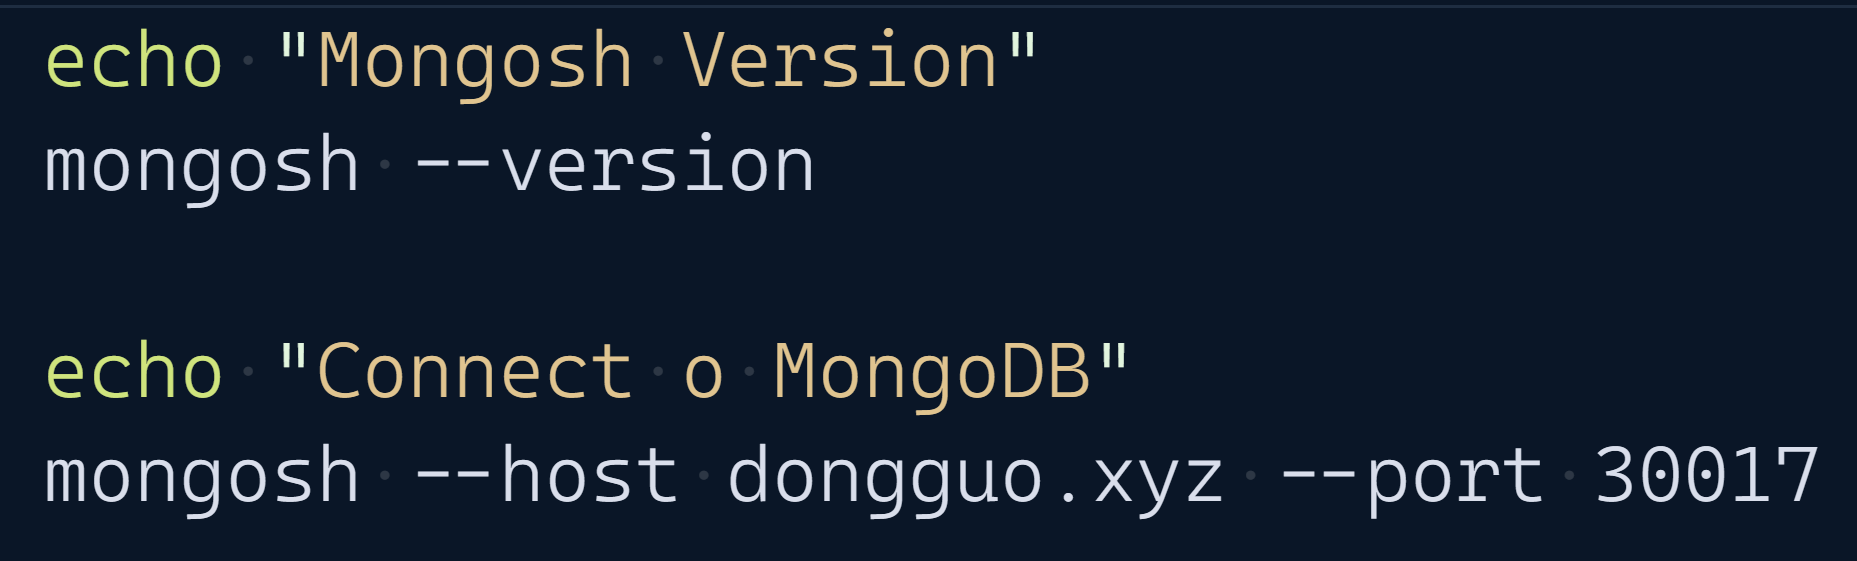 echo "Mongosh Version"
mongosh --version
echo "Connect o MongoDB"
mongosh --host dongguo.xyz --port 30017